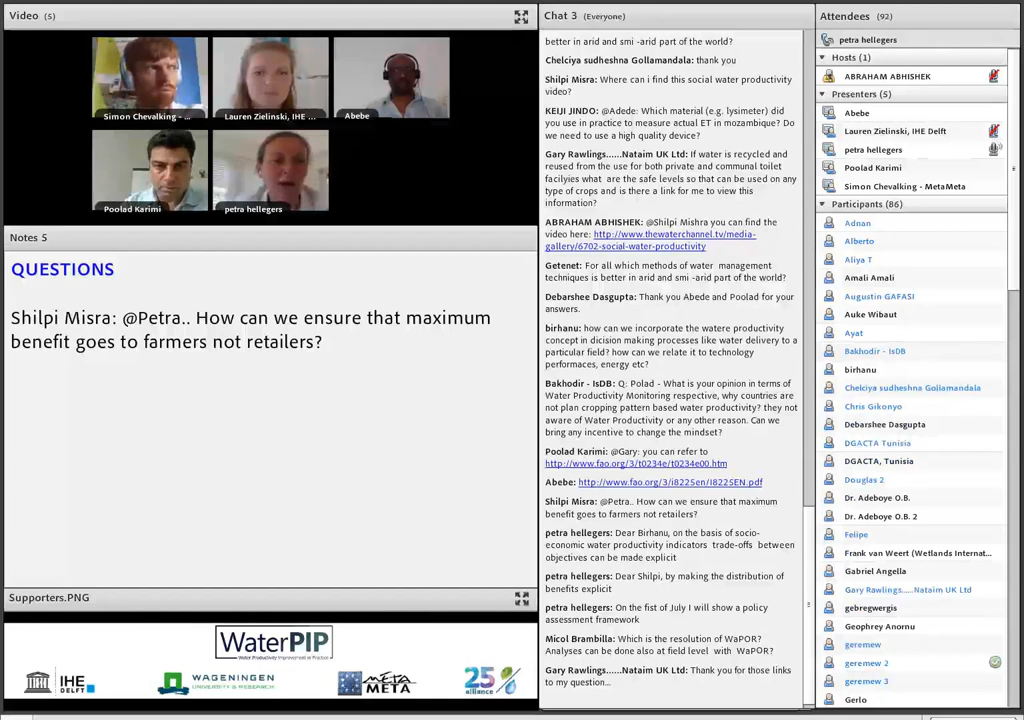 Video (5)
Simon Chevalking - ...
Lauren Zielinski, IHE ...
Abebe
Poolad Karimi
petra hellegers
Notes 5
QUESTIONS
Shilpi Misra: @Petra.. How can we ensure that maximum
benefit goes to farmers not retailers?
Supporters.PNG
WaterPIP
Water Productivity Improvement in Practice
IHE
DELFT
WAGENINGEN
UNIVERSITY & RESEARCH
META
META
25
alliance
Chat 3 (Everyone)
better in arid and smi -arid part of the world?
Chelciya sudheshna Gollamandala: thank you
Shilpi Misra: Where can i find this social water productivity
video?
KEIJI JINDO: @Adede: Which material (e.g. lysimeter) did
you use in practice to measure actual ET in mozambique? Do
we need to use a high quality device?
Gary Rawlings.....Nataim UK Ltd: If water is recycled and
reused from the use for both private and communal toilet
facilyies what are the safe levels so that can be used on any
type of crops and is there a link for me to view this
information?
ABRAHAM ABHISHEK: @Shilpi Mishra you can find the
video here: http://www.thewaterchannel.tv/media-
gallery/6702-social-water-productivity
Getenet: For all which methods of water management
techniques is better in arid and smi -arid part of the world?
Debarshee Dasgupta: Thank you Abede and Poolad for your
answers.
birhanu: how can we incorporate the watere productivity
concept in decision making processes like water delivery to a
particular field? how can we relate it to technology
performaces, energy etc?
Bakhodir - IsDB: Q: Polad - What is your opinion in terms of
Water Productivity Monitoring respective, why countries are
not plan cropping pattern based water productivity? they not
aware of Water Productivity or any other reason. Can we
bring any incentive to change the mindset?
Poolad Karimi: @Gary: you can refer to
http://www.fao.org/3/t0234e/t0234e00.htm
Abebe: http://www.fao.org/3/i8225en/I8225EN.pdf
Shilpi Misra: @Petra.. How can we ensure that maximum
benefit goes to farmers not retailers?
petra hellegers: Dear Birhanu, on the basis of socio-
economic water productivity indicators trade-offs between
objectives can be made explicit
petra hellegers: Dear Shilpi, by making the distribution of
benefits explicit
petra hellegers: On the fist of July I will show a policy
assessment framework
Micol Brambilla: Which is the resolution of WaPOR?
Analyses can be done also at field level with WaPOR?
Gary Rawlings.....Nataim UK Ltd: Thank you for those links
to my question...
Attendees (92)
petra hellegers
Hosts (1)
ABRAHAM ABHISHEK
Presenters (5)
Abebe
Lauren Zielinski, IHE Delft
petra hellegers
Poolad Karimi
Simon Chevalking - MetaMeta
Participants (86)
Adnan
Alberto
Aliya T
Amali Amali
Augustin GAFASI
Auke Wibaut
Ayat
Bakhodir - IsDB
birhanu
Chelciya sudheshna Gollamandala
Chris Gikonyo
Debarshee Dasgupta
DGACTA Tunisia
DGACTA, Tunisia
Douglas 2
Dr. Adeboye O.B.
Dr. Adeboye O.B. 2
Felipe
Frank van Weert (Wetlands Internat...
Gabriel Angella
Gary Rawlings.....Nataim UK Ltd
gebregwergis
Geophrey Anornu
geremew
geremew 2
geremew 3
Gerlo